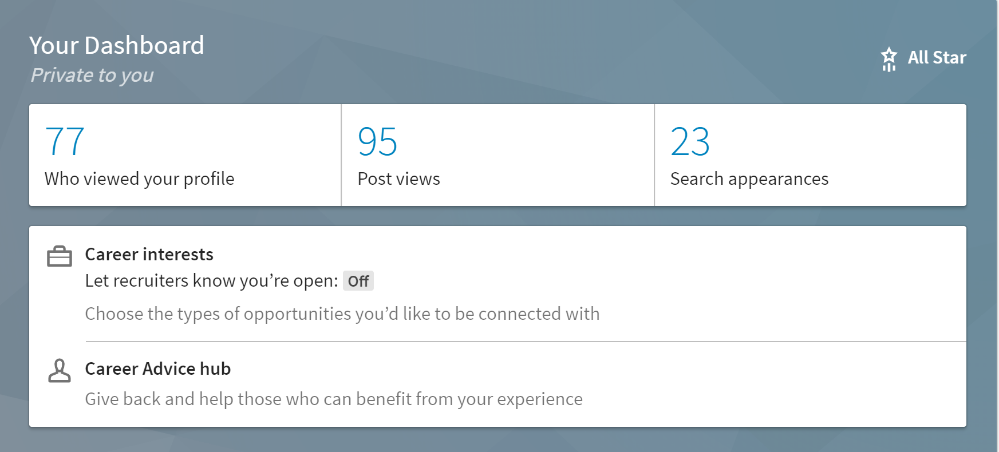 Your Dashboard
Private to you
All Star
77
Who viewed your profile
95
Post views
23
Search appearances
Career interests
Let recruiters know you’re open: Off
Choose the types of opportunities you’d like to be connected with
Career Advice hub
Give back and help those who can benefit from your experience